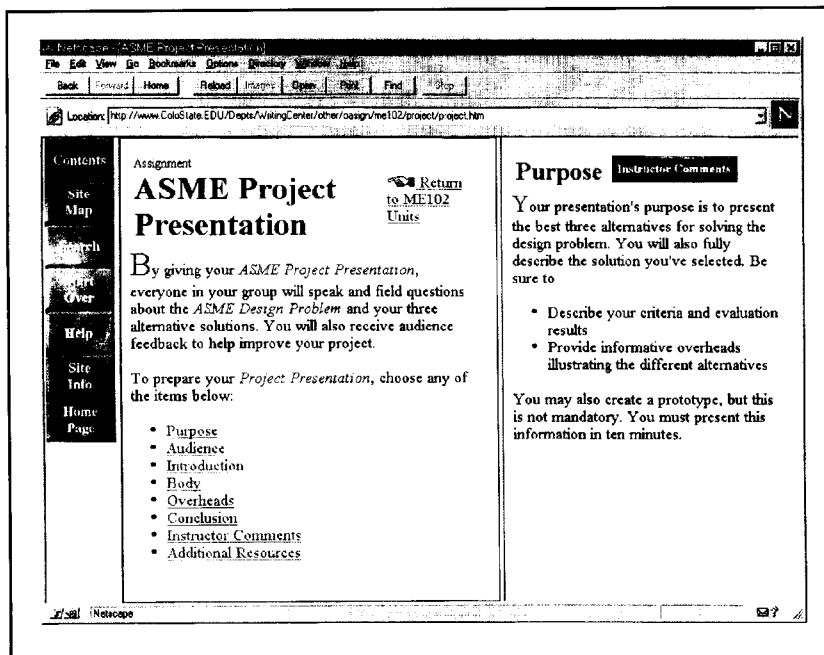 Netscape - [ASME Project Presentation]
File Edit View Go Bookmarks Options Directory Window Help
Back Forward Home Reload Images Open Print Find Stop
Location: http://www.ColoState.EDU/Depts/WritingCenter/other/oasign/me102/project/project.htm
N
Contents
Site
Map
Search
Start
Over
Help
Site
Info
Home
Page
Assignment
ASME Project
Presentation
Return
to ME102
Units
By giving your ASME Project Presentation,
everyone in your group will speak and field questions
about the ASME Design Problem and your three
alternative solutions. You will also receive audience
feedback to help improve your project.
To prepare your Project Presentation, choose any of
the items below:
• Purpose
• Audience
• Introduction
• Body
• Overheads
• Conclusion
• Instructor Comments
• Additional Resources
Purpose Instructor Comments
Your presentation's purpose is to present
the best three alternatives for solving the
design problem. You will also fully
describe the solution you've selected. Be
sure to
• Describe your criteria and evaluation
results
• Provide informative overheads
illustrating the different alternatives
You may also create a prototype, but this
is not mandatory. You must present this
information in ten minutes.
Netscape